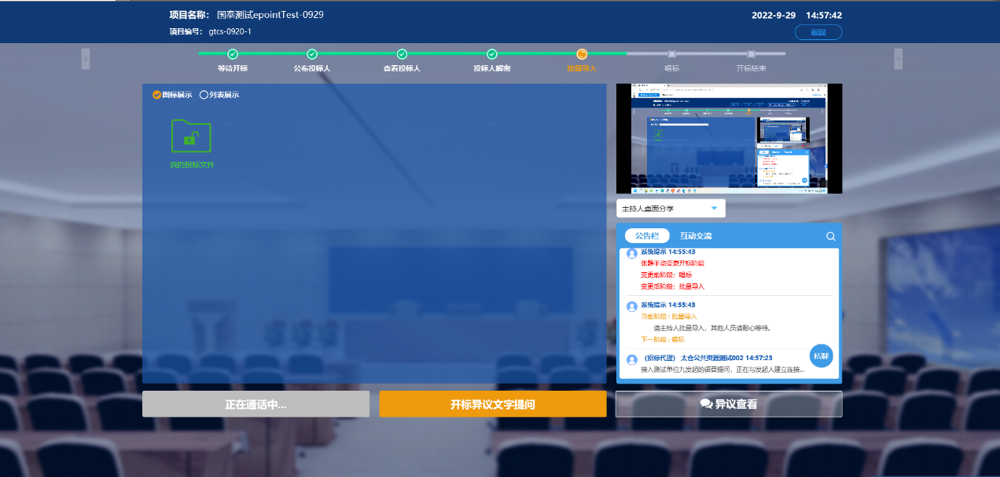 项目名称： 国泰测试epointTest-0929
2022-9-29 14:57:42
项目编号： gtcs-0920-1
返回
等待开标
公布投标人
查看投标人
投标人解密
批量导入
唱标
开标结束
图标展示
列表展示
我的投标文件
主持人桌面分享
公告栏
互动交流
系统提示 14:55:43
张静手动变更开标阶段
变更前阶段：唱标
变更后阶段：批量导入
系统提示 14:55:43
当前阶段 : 批量导入
请主持人批量导入，其他人员请耐心等待。
下一阶段 : 唱标
（招标代理） 太仓公共资源测试002 14:57:23
接入测试单位九发起的语音提问，正在与发起人建立连接...
私聊
正在通话中...
开标异议文字提问
异议查看